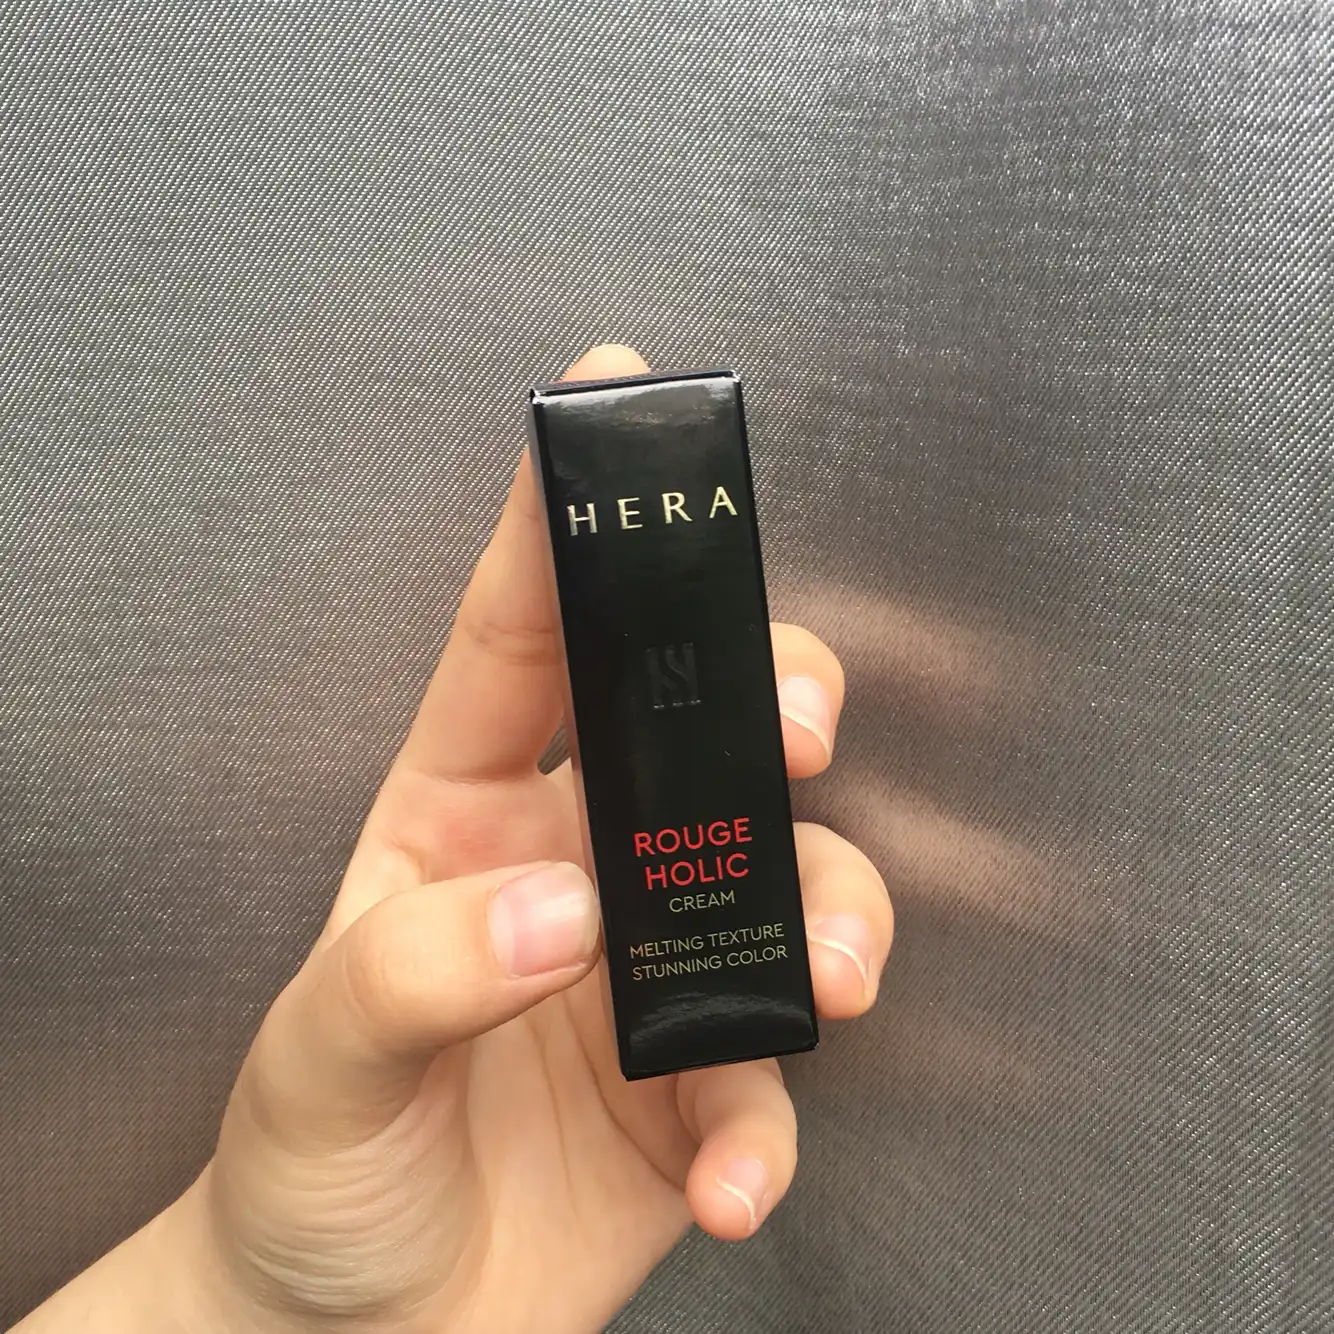 HERA
ROUGE
HOLIC
CREAM
MELTING TEXTURE
STUNNING COLOR